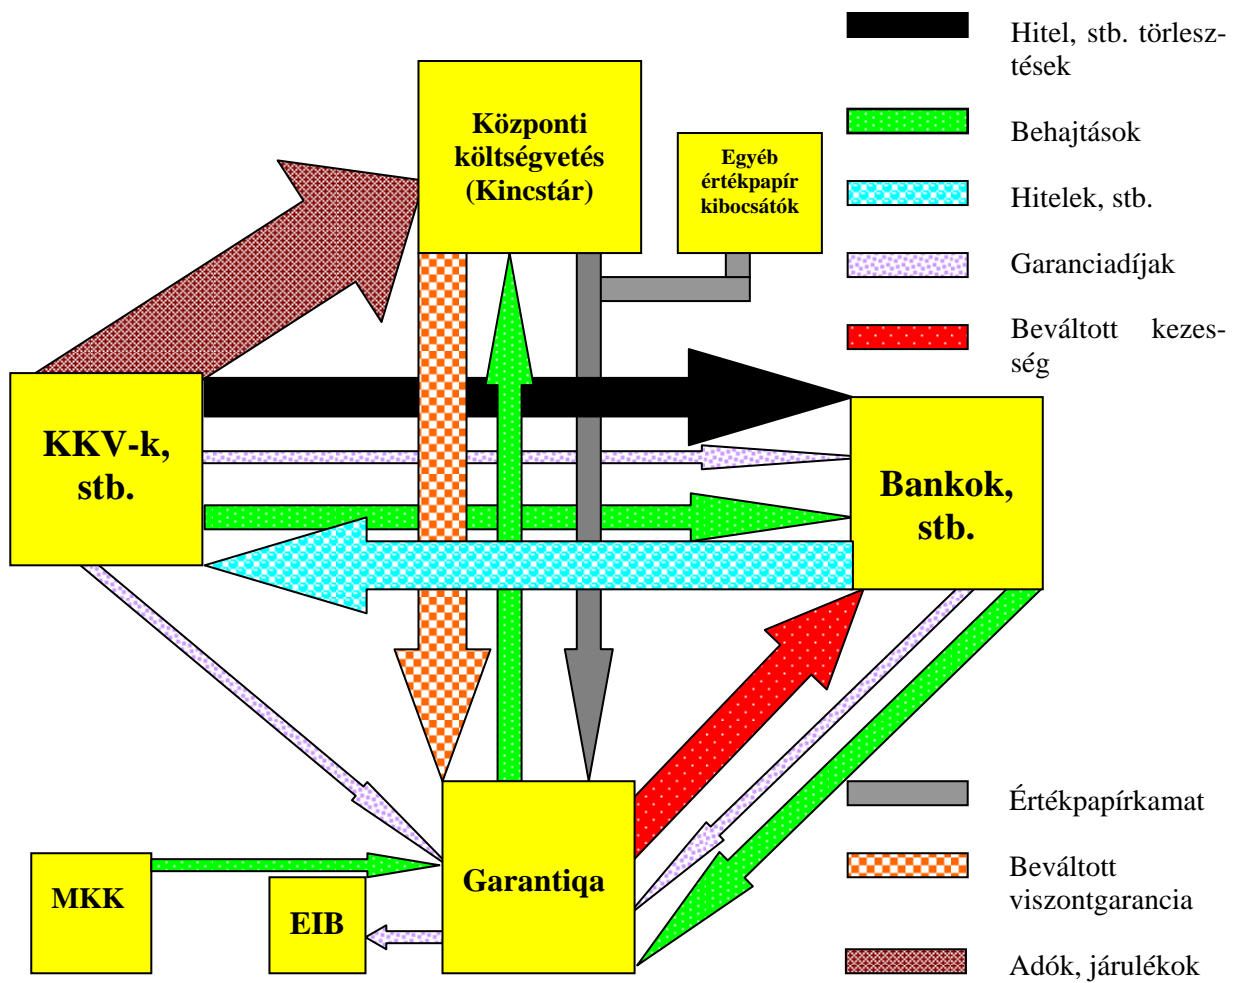 Hitel, stb. törlesz-
tések
Központi
költségvetés
(Kincstár)
Behajtások
Egyéb
értékpapír
kibocsátók
Hitelek, stb.
Garanciadíjak
Beváltott kezes-
ség
KKV-k,
stb.
Bankok,
stb.
Értékpapírkamat
Beváltott
viszontgarancia
Garantiqa
MKK
EIB
Adók, járulékok